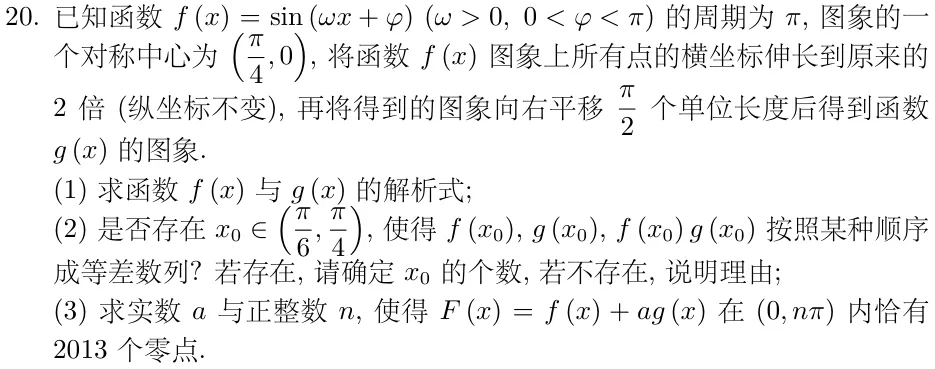 20. 已知函数 f (x) = sin (ωx + φ) (ω > 0, 0 < φ < π) 的周期为 π, 图象的一
个对称中心为 (π/4, 0), 将函数 f (x) 图象上所有点的横坐标伸长到原来的
2 倍 (纵坐标不变), 再将得到的图象向右平移 π/2 个单位长度后得到函数
g (x) 的图象.
(1) 求函数 f (x) 与 g (x) 的解析式;
(2) 是否存在 x₀ ∈ (π/6, π/4), 使得 f (x₀), g (x₀), f (x₀) g (x₀) 按照某种顺序
成等差数列? 若存在, 请确定 x₀ 的个数, 若不存在, 说明理由;
(3) 求实数 a 与正整数 n, 使得 F (x) = f (x) + ag (x) 在 (0, nπ) 内恰有
2013 个零点.